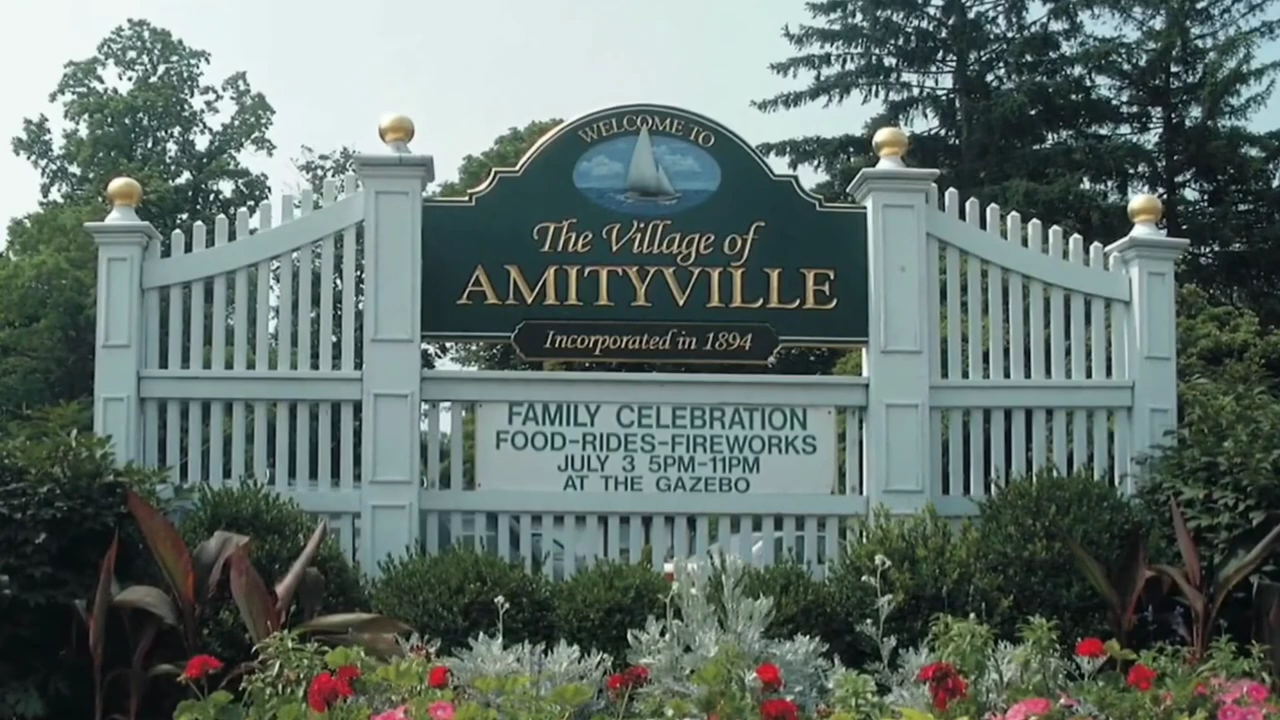 WELCOME TO
The Village of
AMITYVILLE
Incorporated in 1894
FAMILY CELEBRATION
FOOD-RIDES-FIREWORKS
JULY 3 5PM-11PM
AT THE GAZEBO